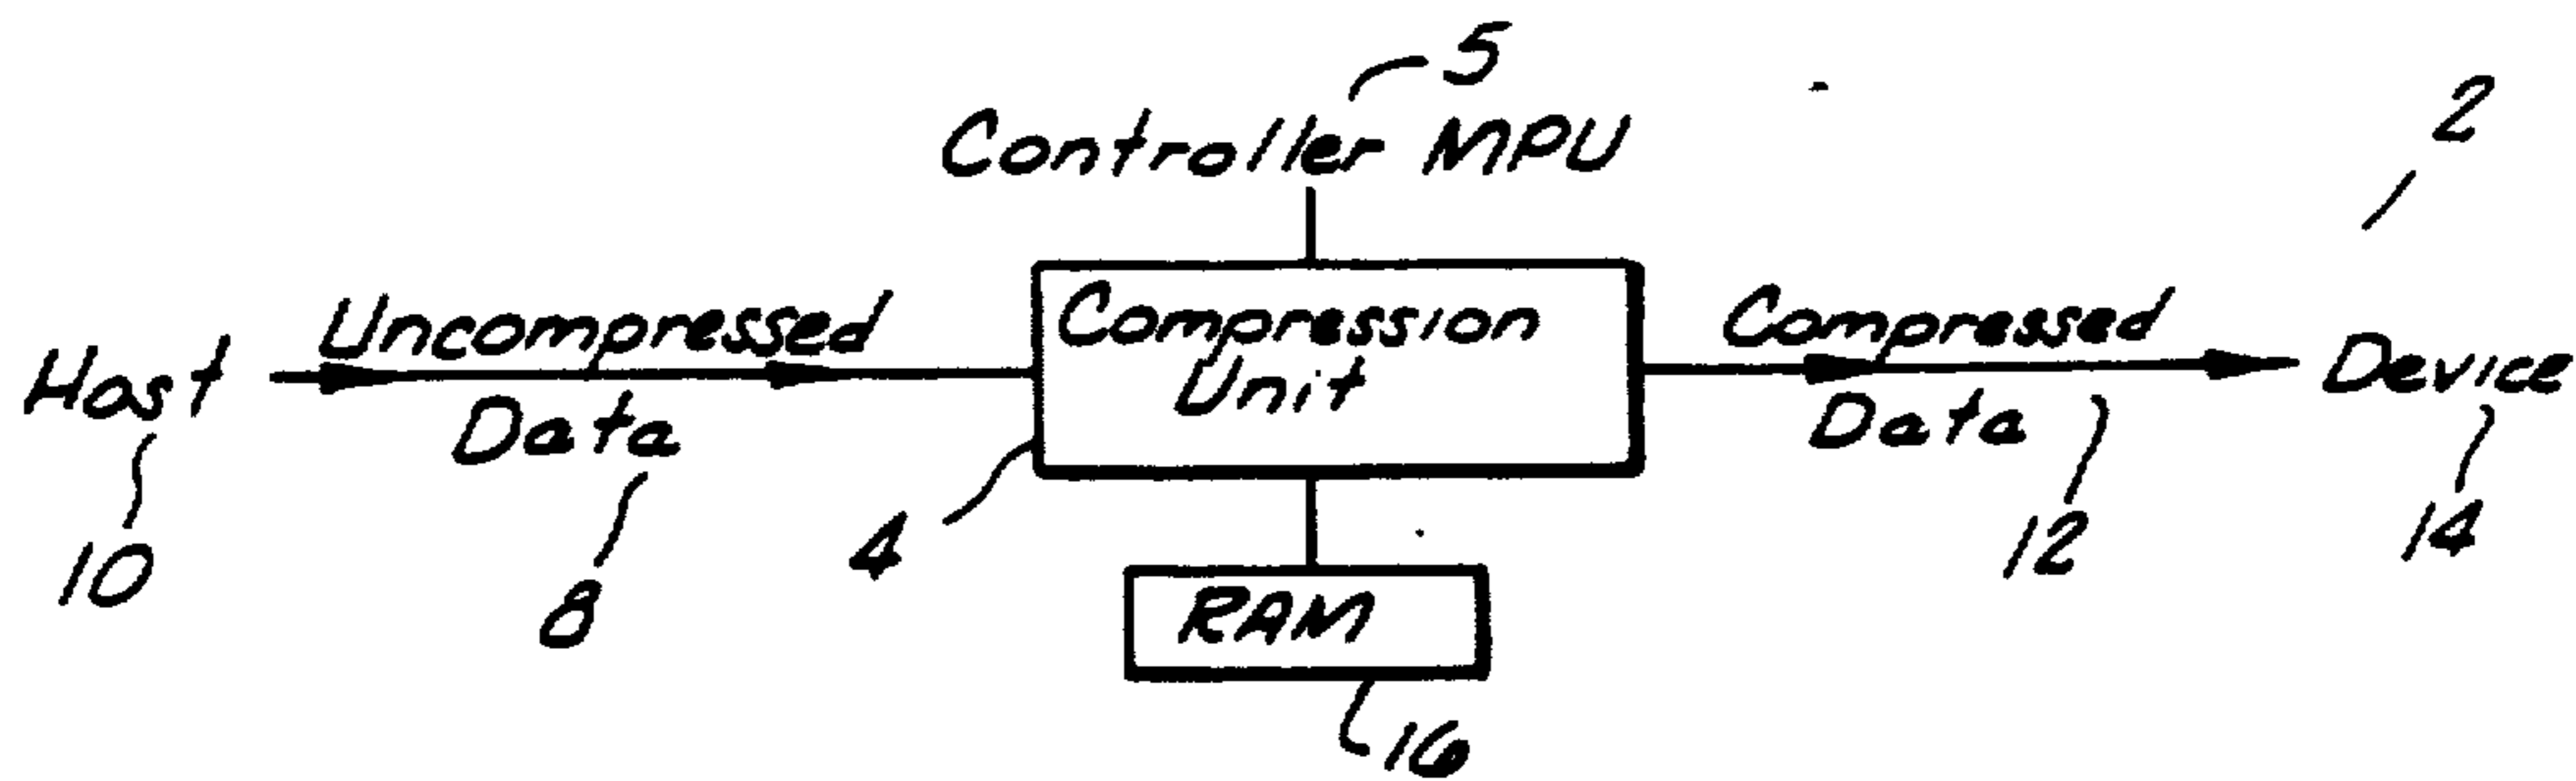 5
Controller MPU
2
Host
Uncompressed
Data
Compression
Unit
Compressed
Data
Device
10
8
4
12
14
RAM
16